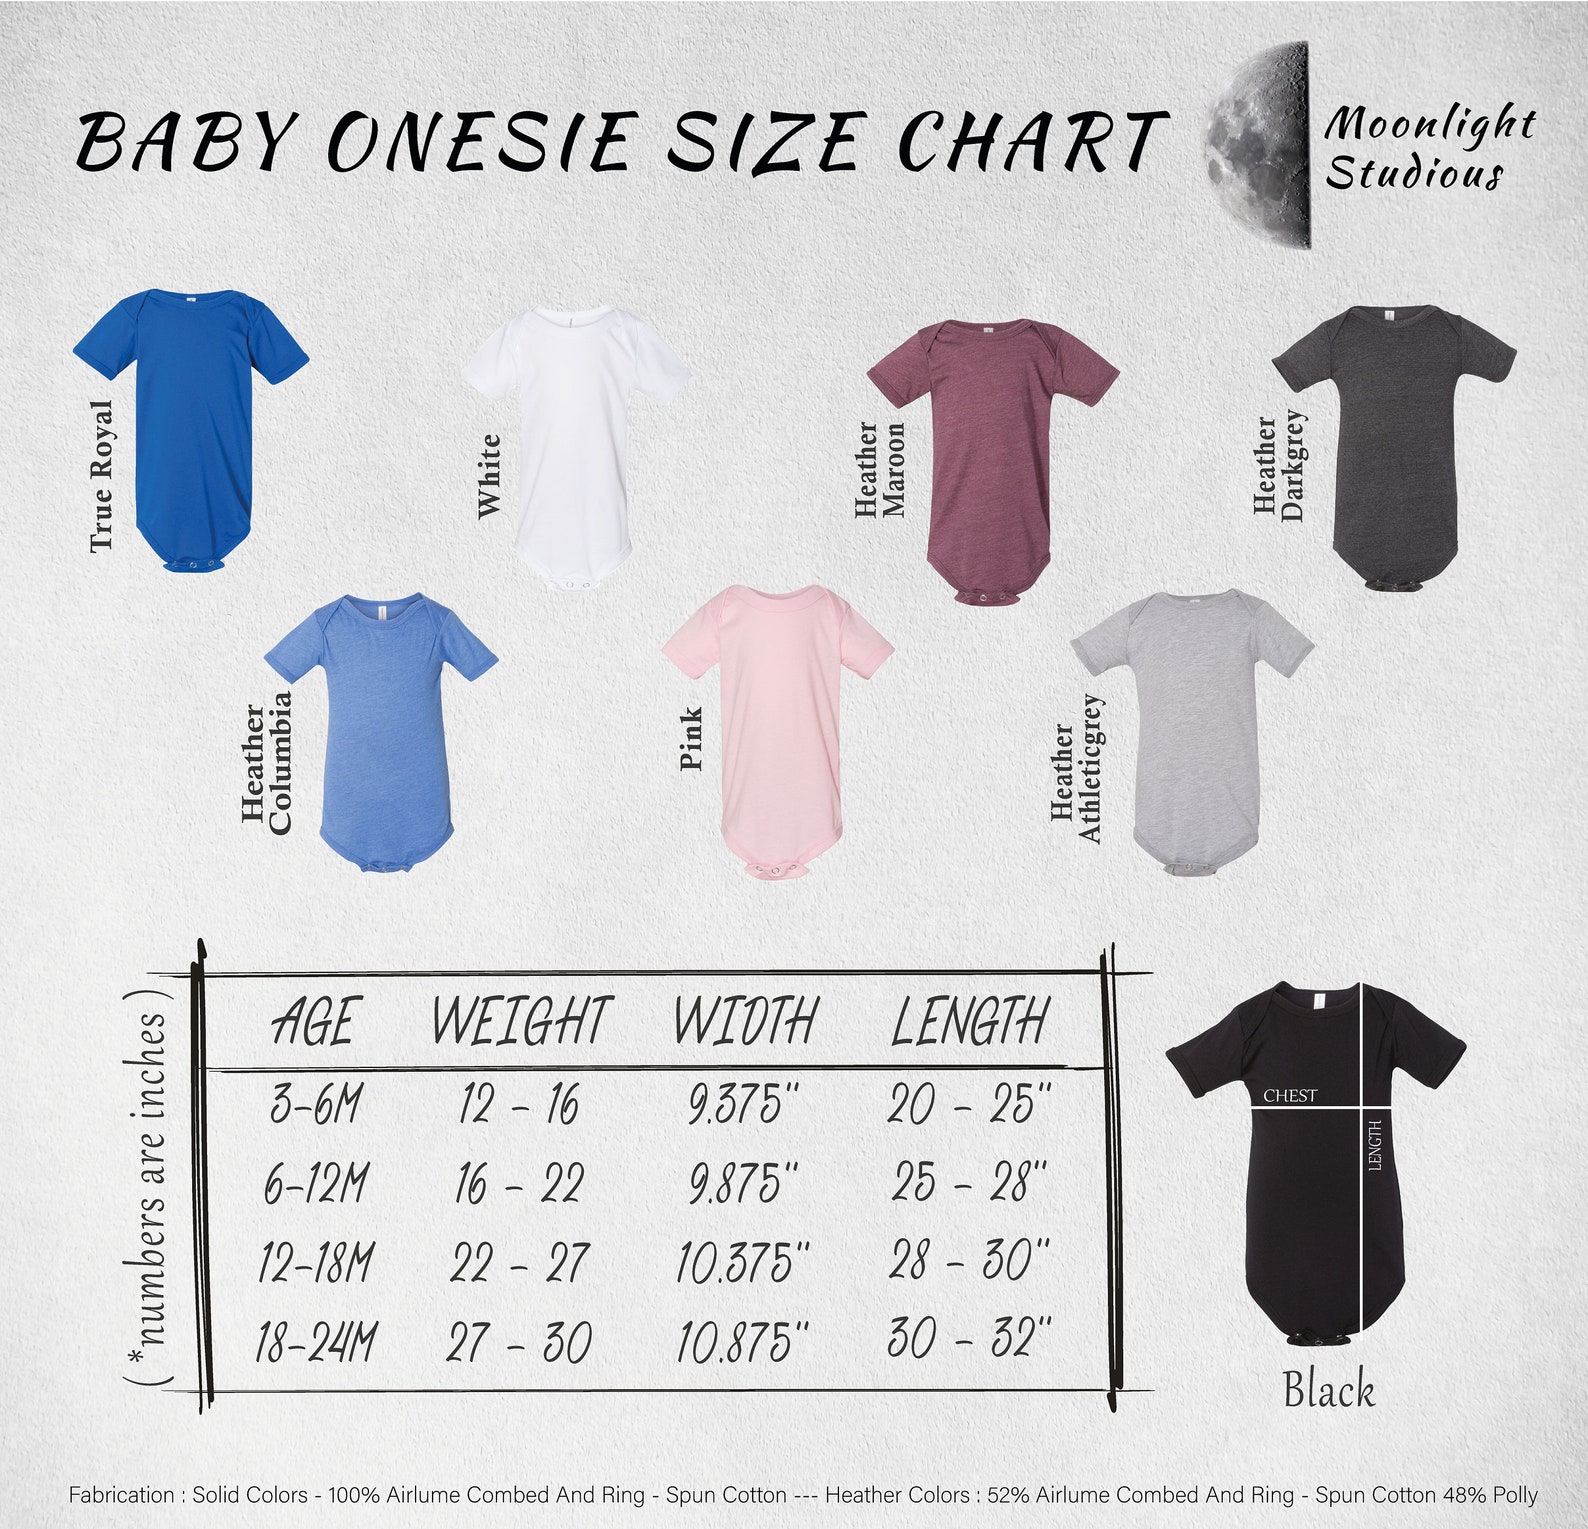 BABY ONESIE SIZE CHART
Moonlight
Studious
True Royal
White
Heather
Maroon
Heather
Darkgrey
Heather
Columbia
Pink
Heather
Athleticgrey
(*numbers are inches )
AGE WEIGHT WIDTH LENGTH
3-6M 12 - 16 9.375" 20 - 25"
6-12M 16 - 22 9.875" 25 - 28"
12-18M 22 - 27 10.375" 28 - 30"
18-24M 27 - 30 10.875" 30 - 32"
CHEST
LENGTH
Black
Fabrication : Solid Colors - 100% Airlume Combed And Ring - Spun Cotton --- Heather Colors : 52% Airlume Combed And Ring - Spun Cotton 48% Polly